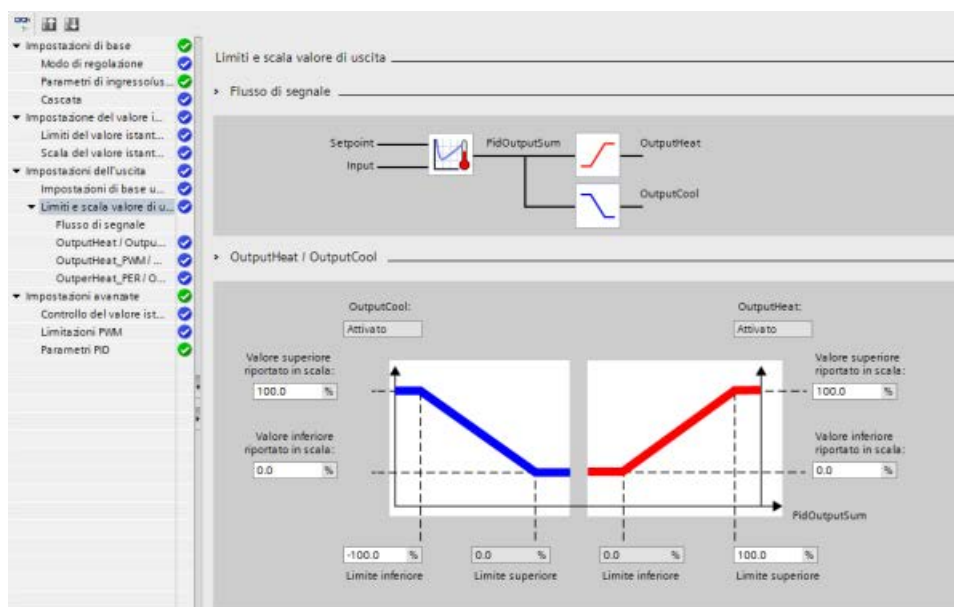 Impostazioni di base
Modo di regolazione
Parametri di ingresso/us...
Cascata
Impostazione del valore i...
Limiti del valore istant...
Scala del valore istant...
Impostazioni dell'uscita
Impostazioni di base u...
Limiti e scala valore di u...
Flusso di segnale
OutputHeat / Outpu...
OutputHeat_PWM / ...
OutperHeat_PER / O...
Impostazioni avanzate
Controllo del valore ist...
Limitazioni PWM
Parametri PID
Limiti e scala valore di uscita
Flusso di segnale
Setpoint
Input
PidOutputSum
OutputHeat
OutputCool
OutputHeat / OutputCool
OutputCool:
Attivato
OutputHeat:
Attivato
Valore superiore
riportato in scala:
100.0 %
Valore inferiore
riportato in scala:
0.0 %
Valore superiore
riportato in scala:
100.0 %
Valore inferiore
riportato in scala:
0.0 %
PidOutputSum
-100.0 %
Limite inferiore
0.0 %
Limite superiore
0.0 %
Limite inferiore
100.0 %
Limite superiore